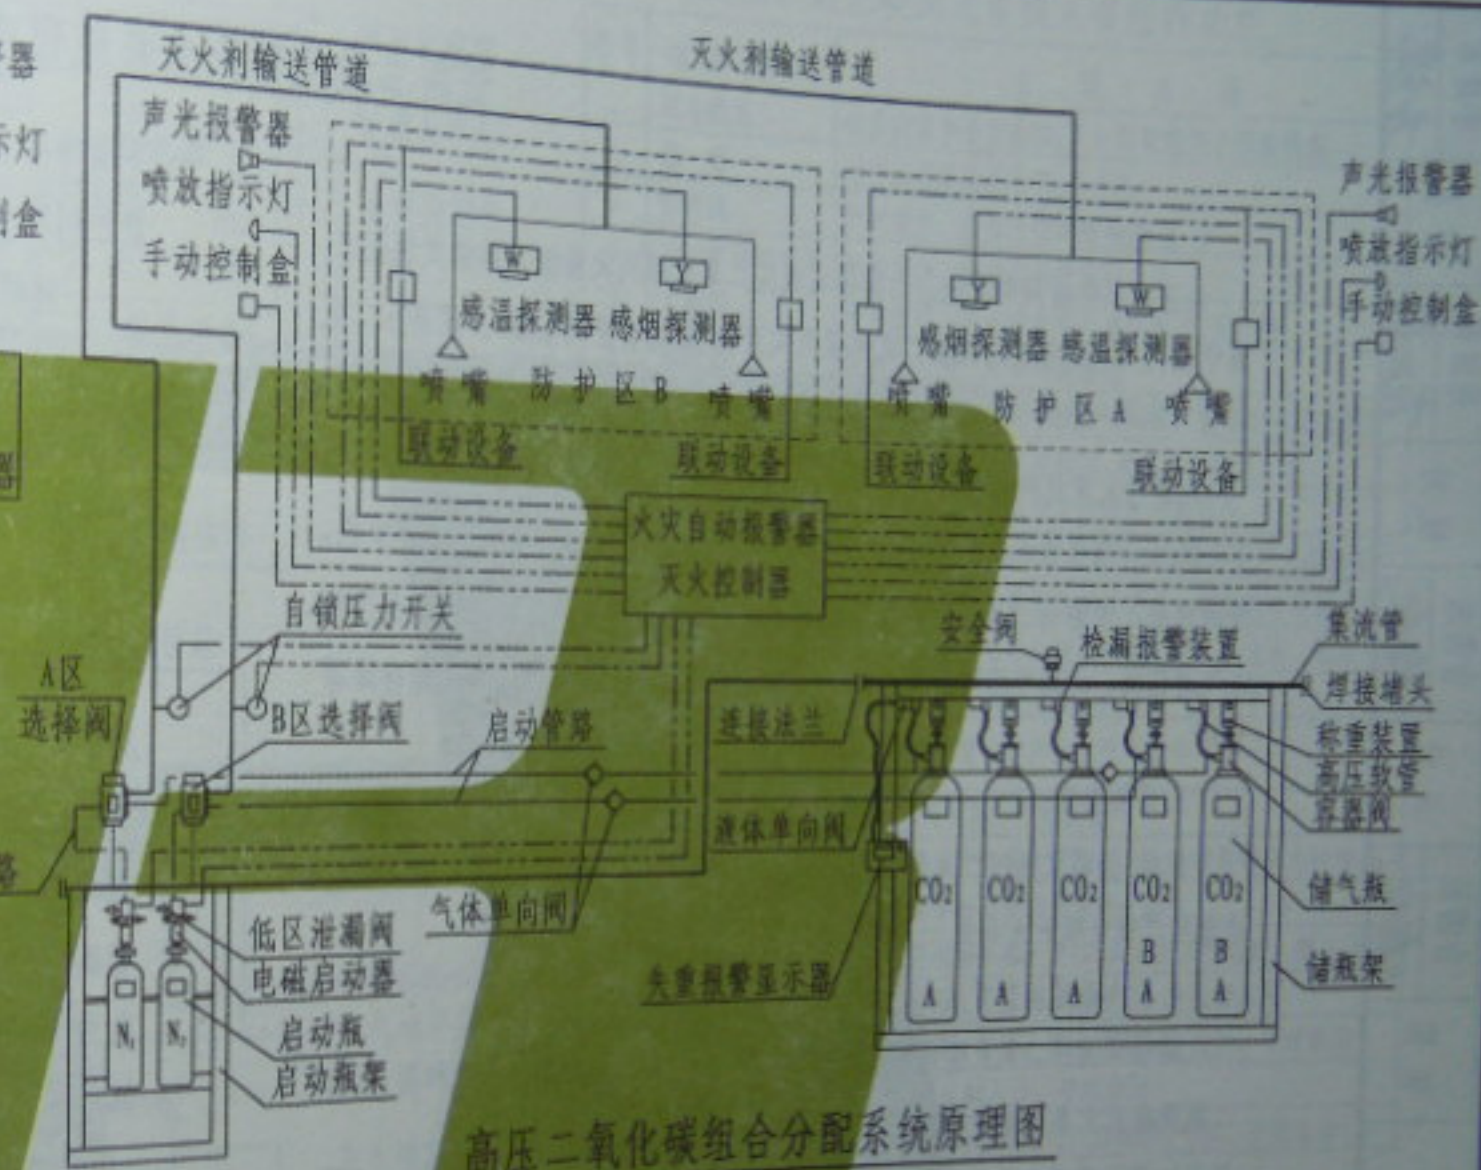 器
灭火剂输送管道
灭火剂输送管道
声光报警器
示灯
喷放指示灯
制盒
手动控制盒
声光报警器
喷放指示灯
手动控制盒
W
Y
Y
W
感温探测器 感烟探测器
感烟探测器 感温探测器
喷嘴 防护区B 喷嘴
喷嘴 防护区A 喷嘴
联动设备
联动设备
联动设备
联动设备
火灾自动报警器
灭火控制器
自锁压力开关
安全阀
检漏报警装置
集流管
A区
选择阀
B区选择阀
启动管路
连接法兰
焊接堵头
称重装置
高压软管
容器阀
液体单向阀
路
气体单向阀
CO₂
CO₂
CO₂
CO₂
CO₂
储气瓶
低区泄漏阀
电磁启动器
失重报警显示器
A
A
A
B
A
B
A
储瓶架
N₂
N₂
启动瓶
启动瓶架
高压二氧化碳组合分配系统原理图